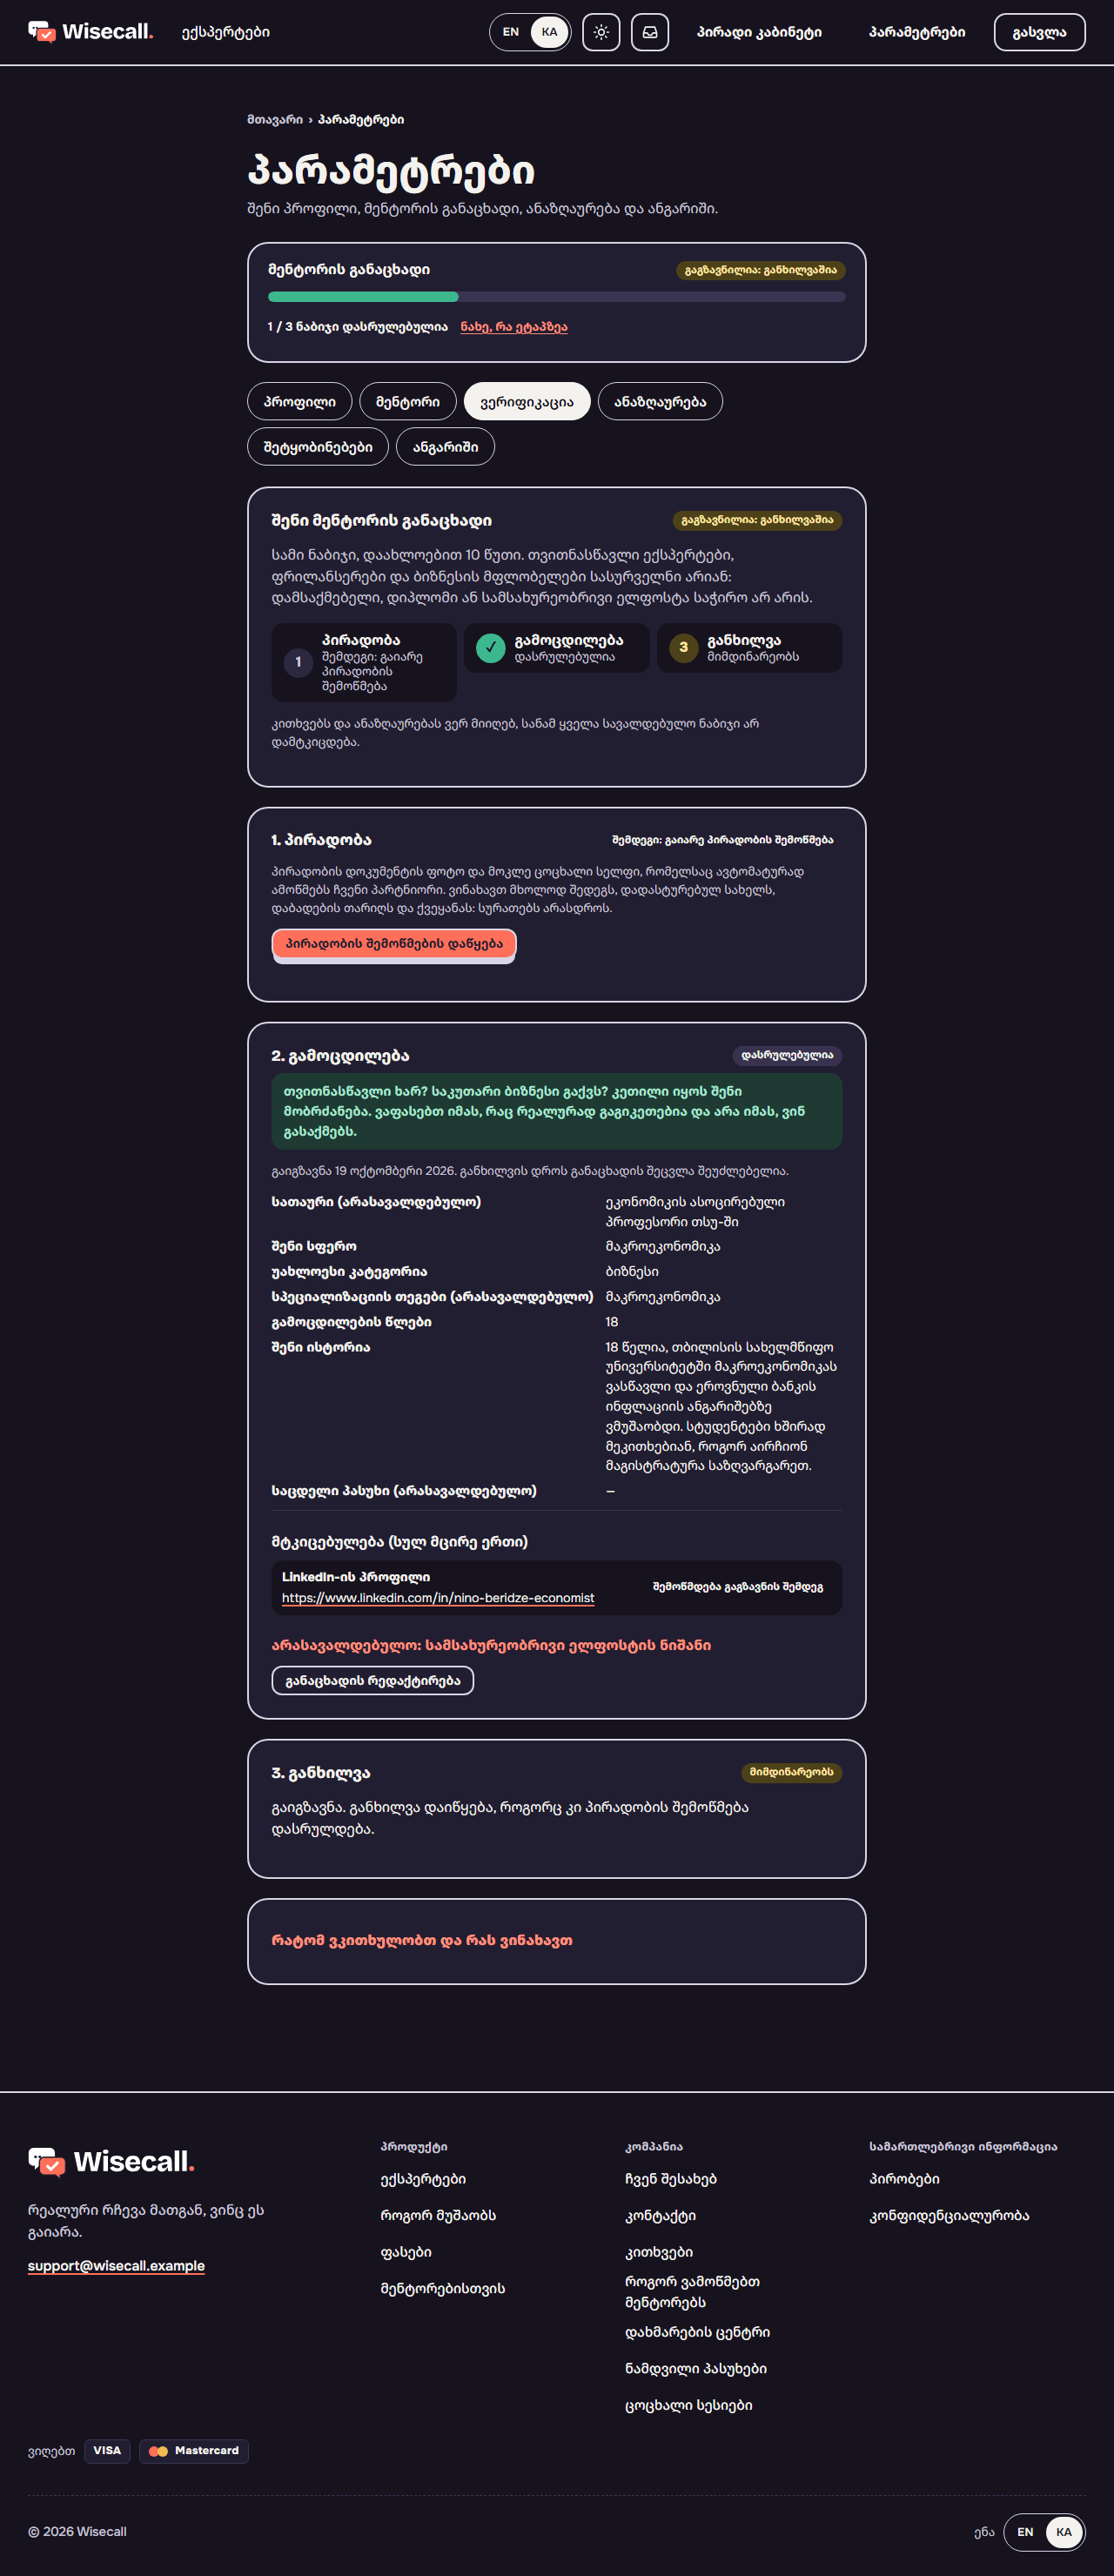 Wisecall.
ექსპერტები
EN KA
პირადი კაბინეტი
პარამეტრები
გასვლა
მთავარი › პარამეტრები
პარამეტრები
შენი პროფილი, მენტორის განაცხადი, ანაზღაურება და ანგარიში.
მენტორის განაცხადი
გაგზავნილია: განხილვაშია
1 / 3 ნაბიჯი დასრულებულია ნახე, რა ეტაპზეა
პროფილი
მენტორი
ვერიფიკაცია
ანაზღაურება
შეტყობინებები
ანგარიში
შენი მენტორის განაცხადი
გაგზავნილია: განხილვაშია
სამი ნაბიჯი, დაახლოებით 10 წუთი. თვითნასწავლი ექსპერტები,
ფრილანსერები და ბიზნესის მფლობელები სასურველნი არიან:
დამსაქმებელი, დიპლომი ან სამსახურეობრივი ელფოსტა საჭირო არ არის.
1
პირადობა
შემდეგი: გაიარე
პირადობის
შემოწმება
✓
გამოცდილება
დასრულებულია
3
განხილვა
მიმდინარეობს
კითხვებს და ანაზღაურებას ვერ მიიღებ, სანამ ყველა სავალდებულო ნაბიჯი არ
დამტკიცდება.
1. პირადობა
შემდეგი: გაიარე პირადობის შემოწმება
პირადობის დოკუმენტის ფოტო და მოკლე ცოცხალი სელფი, რომელსაც ავტომატურად
ამოწმებს ჩვენი პარტნიორი. ვინახავთ მხოლოდ შედეგს, დადასტურებულ სახელს,
დაბადების თარიღს და ქვეყანას: სურათებს არასდროს.
პირადობის შემოწმების დაწყება
2. გამოცდილება
დასრულებულია
თვითნასწავლი ხარ? საკუთარი ბიზნესი გაქვს? კეთილი იყოს შენი
მობრძანება. ვაფასებთ იმას, რაც რეალურად გაგიკეთებია და არა იმას, ვინ
გასაქმებს.
გაიგზავნა 19 ოქტომბერი 2026. განხილვის დროს განაცხადის შეცვლა შეუძლებელია.
სათაური (არასავალდებულო)
ეკონომიკის ასოცირებული
პროფესორი თსუ-ში
შენი სფერო
მაკროეკონომიკა
უახლოესი კატეგორია
ბიზნესი
სპეციალიზაციის თეგები (არასავალდებულო)
მაკროეკონომიკა
გამოცდილების წლები
18
შენი ისტორია
18 წელია, თბილისის სახელმწიფო
უნივერსიტეტში მაკროეკონომიკას
ვასწავლი და ეროვნული ბანკის
ინფლაციის ანგარიშებზე
ვმუშაობდი. სტუდენტები ხშირად
მეკითხებიან, როგორ აირჩიონ
მაგისტრატურა საზღვარგარეთ.
საცდელი პასუხი (არასავალდებულო)
—
მტკიცებულება (სულ მცირე ერთი)
LinkedIn-ის პროფილი
https://www.linkedin.com/in/nino-beridze-economist
შემოწმდება გაგზავნის შემდეგ
არასავალდებულო: სამსახურეობრივი ელფოსტის ნიშანი
განაცხადის რედაქტირება
3. განხილვა
მიმდინარეობს
გაიგზავნა. განხილვა დაიწყება, როგორც კი პირადობის შემოწმება
დასრულდება.
რატომ ვკითხულობთ და რას ვინახავთ
Wisecall.
რეალური რჩევა მათგან, ვინც ეს
გაიარა.
support@wisecall.example
პროდუქტი
ექსპერტები
როგორ მუშაობს
ფასები
მენტორებისთვის
კომპანია
ჩვენ შესახებ
კონტაქტი
კითხვები
როგორ ვამოწმებთ
მენტორებს
დახმარების ცენტრი
ნამდვილი პასუხები
ცოცხალი სესიები
სამართლებრივი ინფორმაცია
პირობები
კონფიდენციალურობა
ვიღებთ VISA Mastercard
© 2026 Wisecall
ენა EN KA